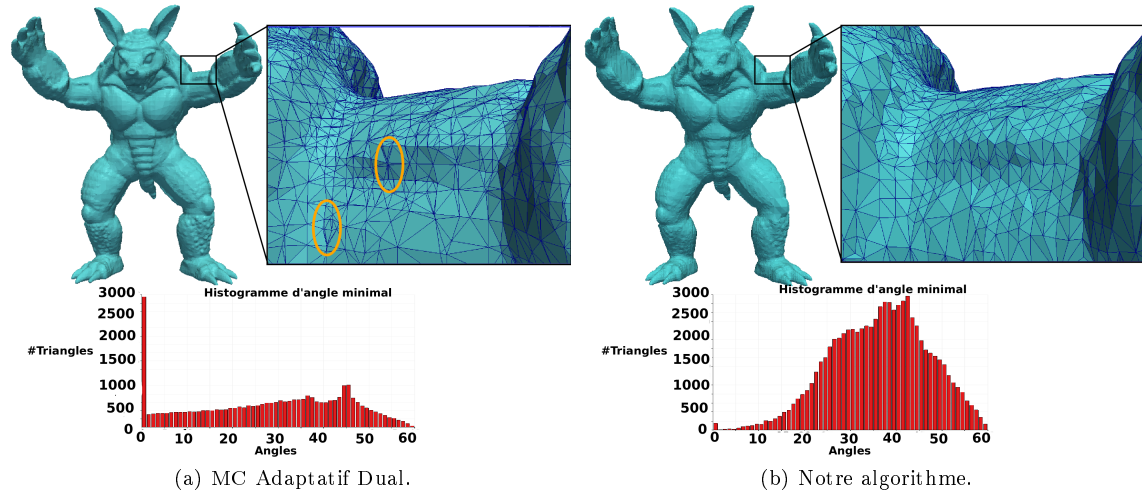 Histogramme d'angle minimal
3000
2500
2000
1500
1000
500
0
#Triangles
0 10 20 30 40 50 60
Angles
(a) MC Adaptatif Dual.
Histogramme d'angle minimal
3000
2500
2000
1500
1000
500
0
#Triangles
0 10 20 30 40 50 60
Angles
(b) Notre algorithme.